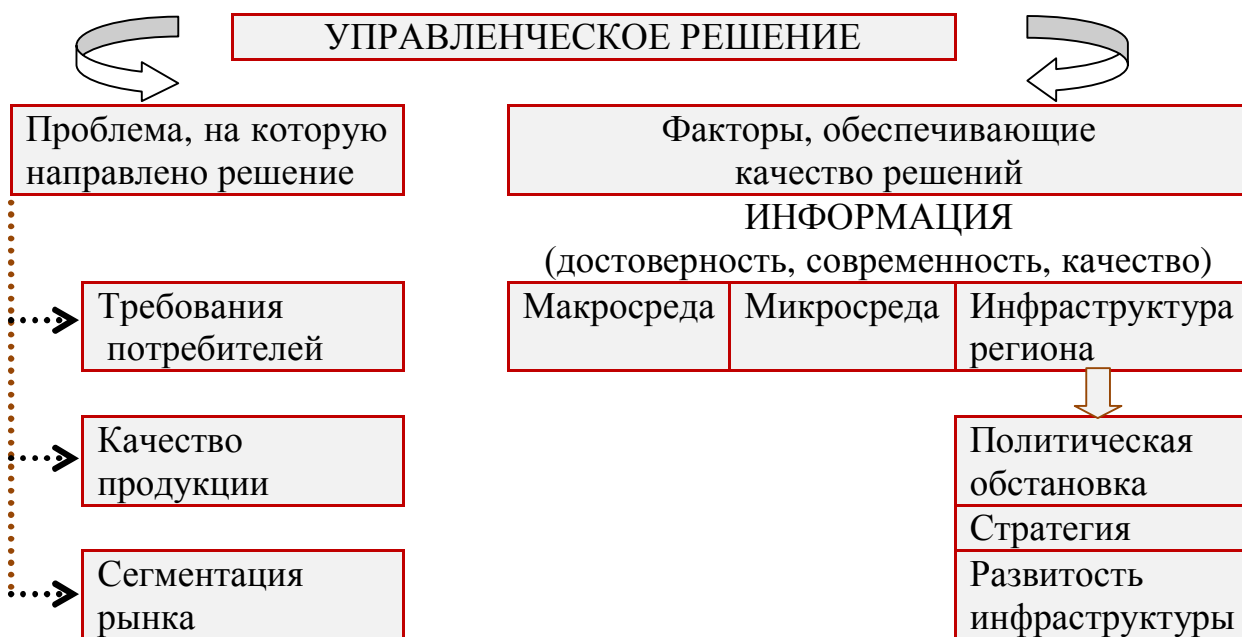 УПРАВЛЕНЧЕСКОЕ РЕШЕНИЕ
Проблема, на которую
направлено решение
Требования
потребителей
Качество
продукции
Сегментация
рынка
Факторы, обеспечивающие
качество решений
ИНФОРМАЦИЯ
(достоверность, современность, качество)
Макросреда
Микросреда
Инфраструктура
региона
Политическая
обстановка
Стратегия
Развитость
инфраструктуры